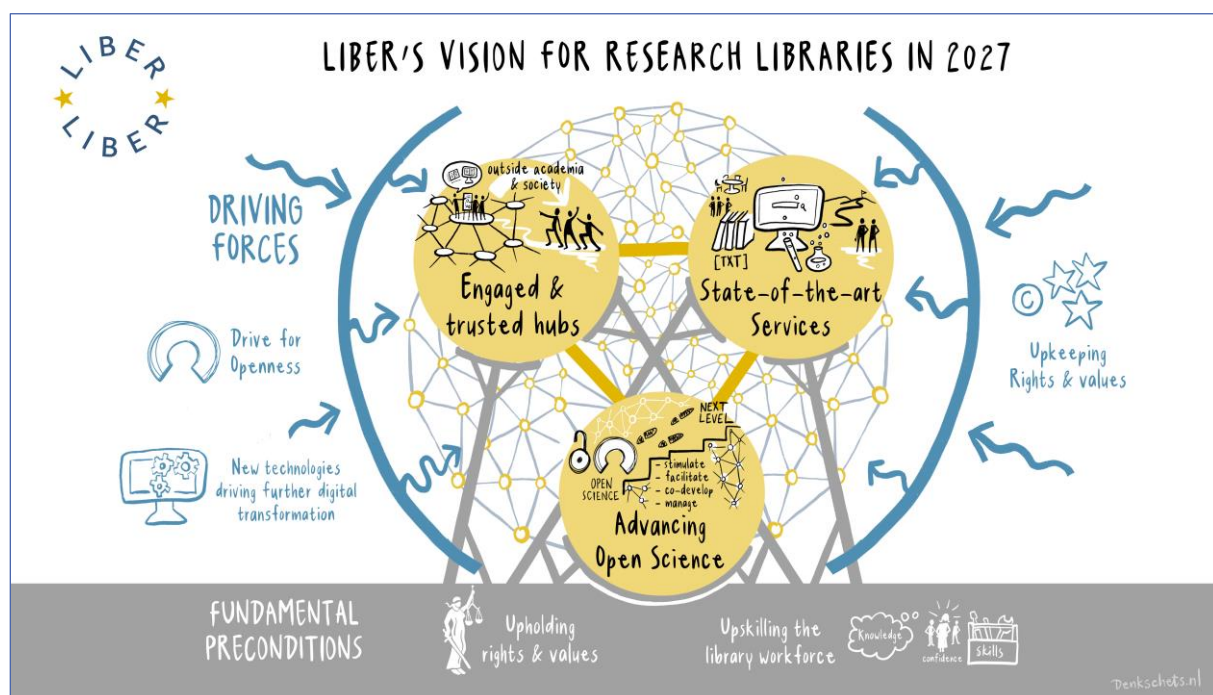 LIBER
LIBER
LIBER'S VISION FOR RESEARCH LIBRARIES IN 2027
DRIVING
FORCES
Drive for
Openness
New technologies
driving further digital
transformation
outside academia
& society
Engaged &
trusted hubs
[TXT]
State-of-the-art
Services
NEXT
LEVEL
OPEN
SCIENCE
- stimulate
- facilitate
- co-develop
- manage
Advancing
Open Science
©
Upkeeping
Rights & values
FUNDAMENTAL
PRECONDITIONS
Upholding
rights & values
Upskilling the
library workforce
Knowledge
confidence
Skills
Denkschets.nl